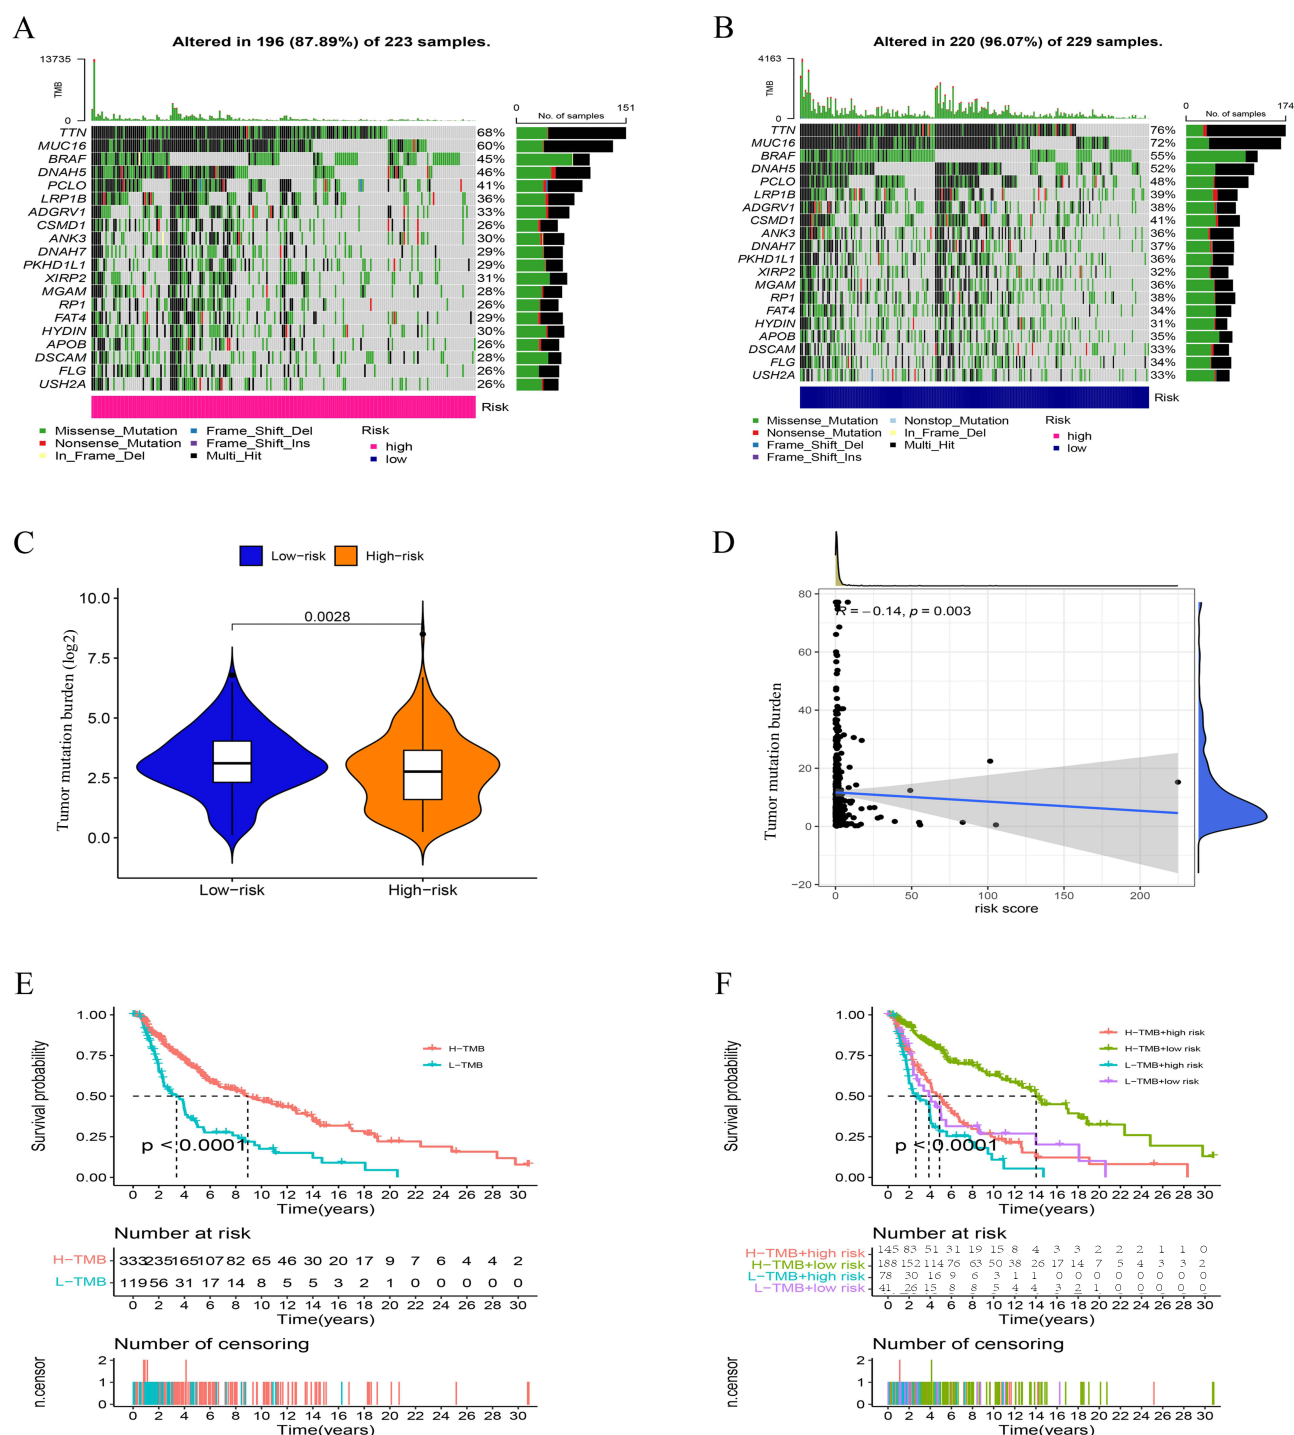 A
Altered in 196 (87.89%) of 223 samples.
13735
TMB
0
0 151
No. of samples
TTN 68%
MUC16 60%
BRAF 45%
DNAH5 46%
PCLO 41%
LRP1B 36%
ADGRV1 33%
CSMD1 26%
ANK3 30%
DNAH7 29%
PKHD1L1 29%
XIRP2 31%
MGAM 28%
RP1 26%
FAT4 29%
HYDIN 30%
APOB 26%
DSCAM 28%
FLG 26%
USH2A 26%
Risk
Missense_Mutation Frame_Shift_Del Risk
Nonsense_Mutation Frame_Shift_Ins high
In_Frame_Del Multi_Hit low
B
Altered in 220 (96.07%) of 229 samples.
4163
TMB
0
0 174
No. of samples
TTN 76%
MUC16 72%
BRAF 55%
DNAH5 52%
PCLO 48%
LRP1B 39%
ADGRV1 38%
CSMD1 41%
ANK3 36%
DNAH7 37%
PKHD1L1 36%
XIRP2 32%
MGAM 36%
RP1 38%
FAT4 34%
HYDIN 31%
APOB 35%
DSCAM 33%
FLG 34%
USH2A 33%
Risk
Missense_Mutation Nonstop_Mutation Risk
Nonsense_Mutation In_Frame_Del high
Frame_Shift_Del Multi_Hit low
Frame_Shift_Ins
C
Low−risk High−risk
10.0
7.5
5.0
2.5
0.0
Tumor mutation burden (log2)
0.0028
Low−risk High−risk
D
R = −0.14, p = 0.003
80
60
40
20
0
−20
Tumor mutation burden
0 50 100 150 200
risk score
E
1.00
0.75
0.50
0.25
0.00
Survival probability
H−TMB
L−TMB
p < 0.0001
0 2 4 6 8 10 12 14 16 18 20 22 24 26 28 30
Time(years)
Number at risk
H−TMB 333 235 165 107 82 65 46 30 20 17 9 7 6 4 4 2
L−TMB 119 56 31 17 14 8 5 5 3 2 1 0 0 0 0 0
0 2 4 6 8 10 12 14 16 18 20 22 24 26 28 30
Time(years)
Number of censoring
2
1
0
n.censor
0 2 4 6 8 10 12 14 16 18 20 22 24 26 28 30
Time(years)
F
1.00
0.75
0.50
0.25
0.00
Survival probability
H−TMB+high risk
H−TMB+low risk
L−TMB+high risk
L−TMB+low risk
p < 0.0001
0 2 4 6 8 10 12 14 16 18 20 22 24 26 28 30
Time(years)
Number at risk
H−TMB+high risk 145 83 51 31 19 15 8 4 3 3 2 2 1 1 0
H−TMB+low risk 188 152 114 76 63 50 38 26 17 14 7 5 4 3 3 2
L−TMB+high risk 78 30 16 9 6 3 1 1 0 0 0 0 0 0 0 0
L−TMB+low risk 41 26 15 8 8 5 4 4 3 2 1 0 0 0 0 0
0 2 4 6 8 10 12 14 16 18 20 22 24 26 28 30
Time(years)
Number of censoring
2
1
0
n.censor
0 2 4 6 8 10 12 14 16 18 20 22 24 26 28 30
Time(years)